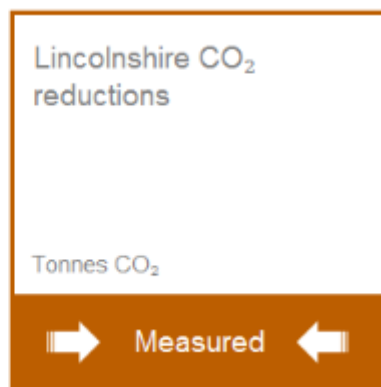 Lincolnshire CO₂
reductions
Tonnes CO₂
Measured